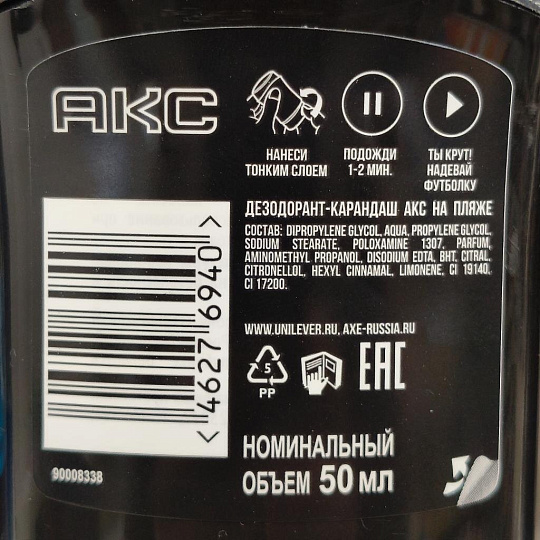 АКС
НАНЕСИ
ТОНКИМ СЛОЕМ
ПОДОЖДИ
1-2 МИН.
ТЫ КРУТ!
НАДЕВАЙ
ФУТБОЛКУ
ДЕЗОДОРАНТ-КАРАНДАШ АКС НА ПЛЯЖЕ
СОСТАВ: DIPROPYLENE GLYCOL, AQUA, PROPYLENE GLYCOL,
SODIUM STEARATE, POLOXAMINE 1307, PARFUM,
AMINOMETHYL PROPANOL, DISODIUM EDTA, BHT, CITRAL,
CITRONELLOL, HEXYL CINNAMAL, LIMONENE, CI 19140,
CI 17200.
WWW.UNILEVER.RU, AXE-RUSSIA.RU
5
PP
EAC
< 4627 6940 >
НОМИНАЛЬНЫЙ
ОБЪЕМ 50 МЛ
90008338